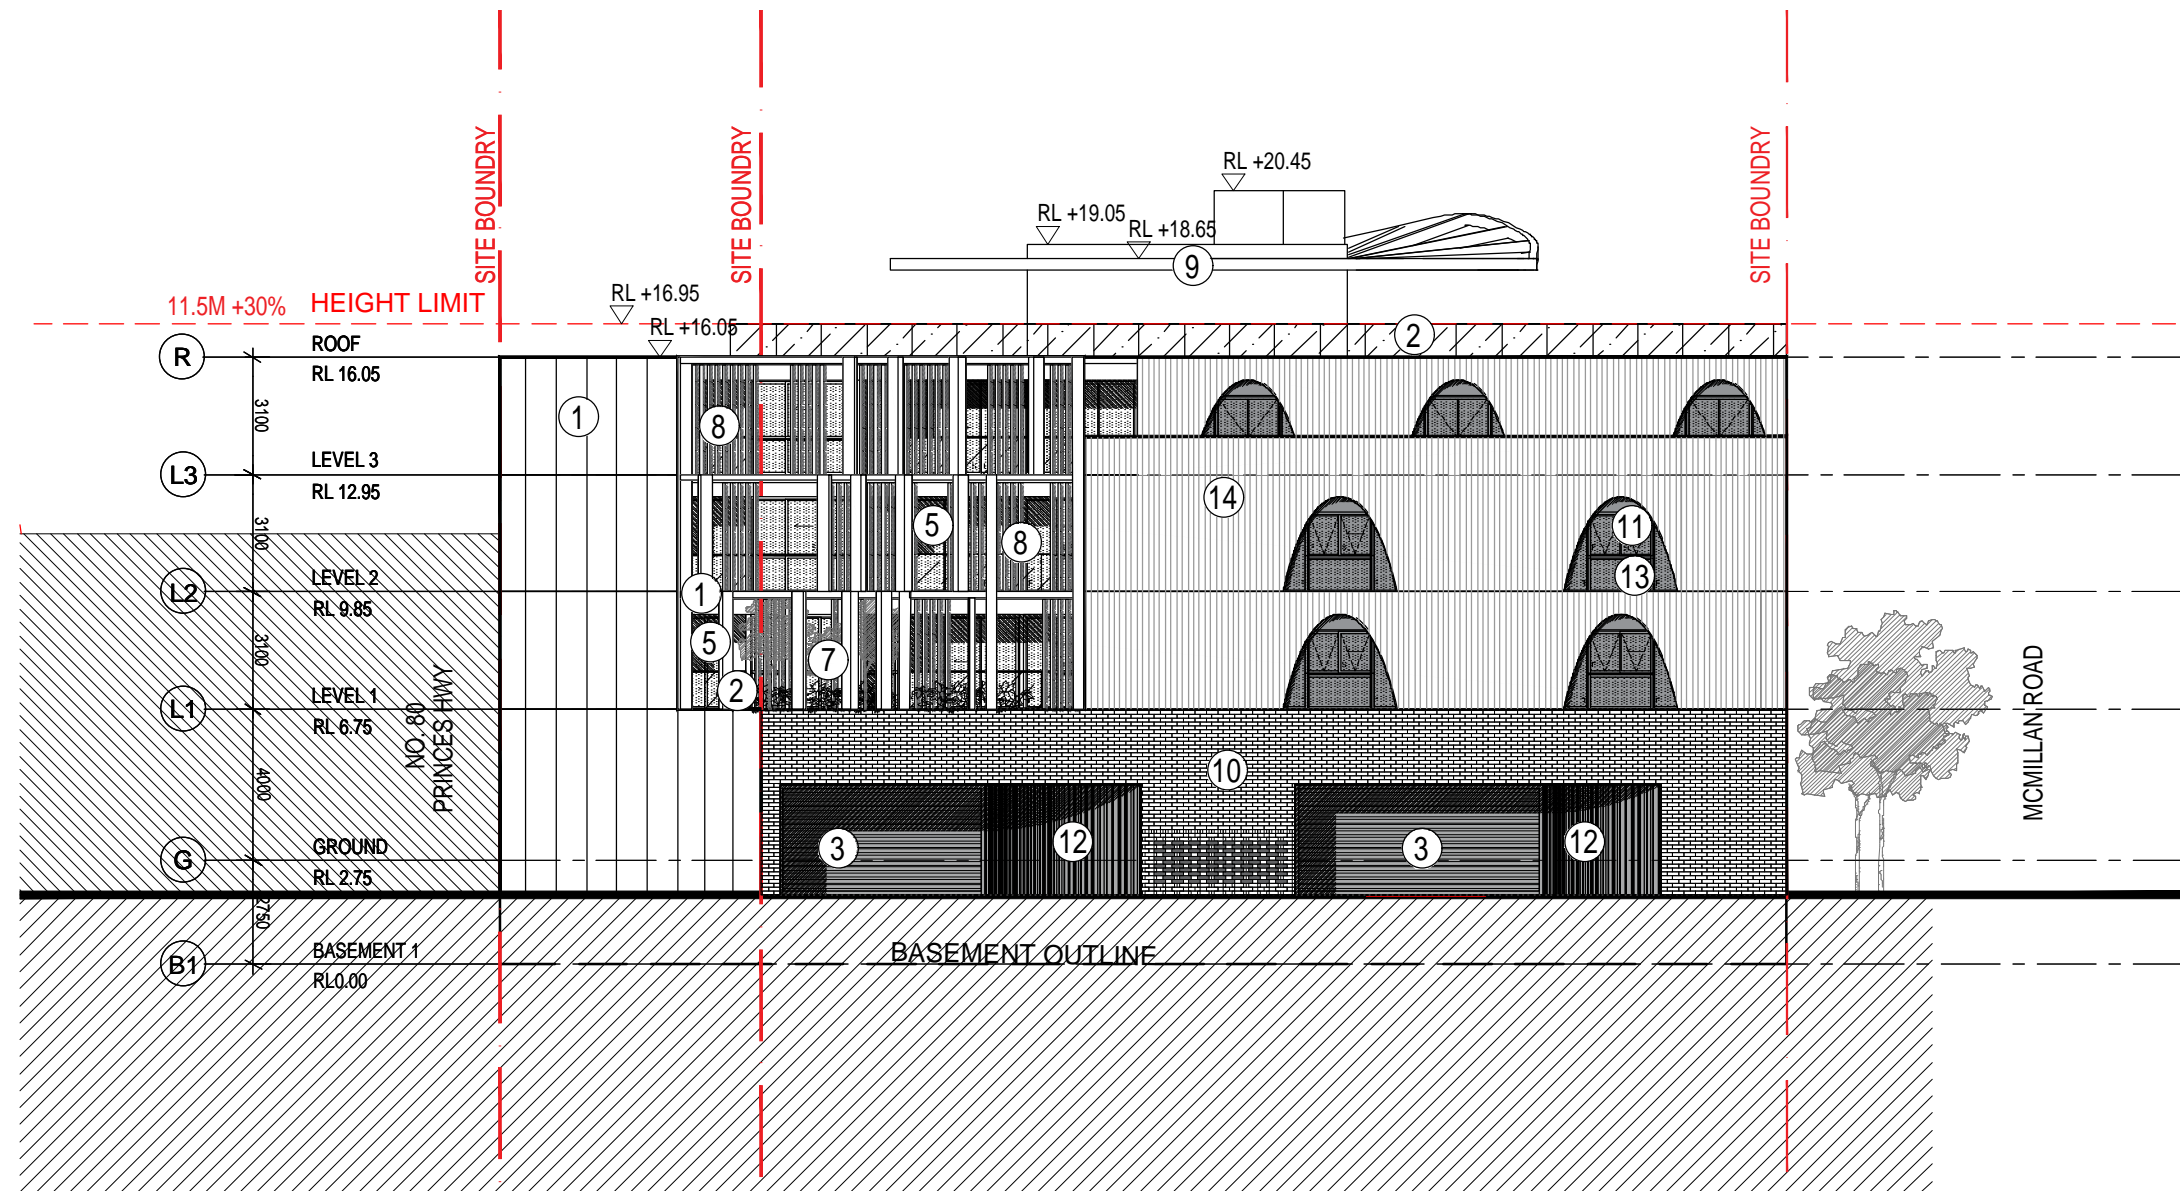 SITE BOUNDRY
SITE BOUNDRY
SITE BOUNDRY
RL +20.45
RL +19.05
RL +18.65
9
11.5M +30% HEIGHT LIMIT
RL +16.95
RL +16.05
2
R
ROOF
RL 16.05
3100
1
8
L3
LEVEL 3
RL 12.95
3100
14
5
8
11
13
L2
LEVEL 2
RL 9.85
3100
1
5
7
2
L1
LEVEL 1
RL 6.75
4000
NO. 80
PRINCES HWY
MCMILLAN ROAD
10
3
12
3
12
G
GROUND
RL 2.75
2750
B1
BASEMENT 1
RL0.00
BASEMENT OUTLINE